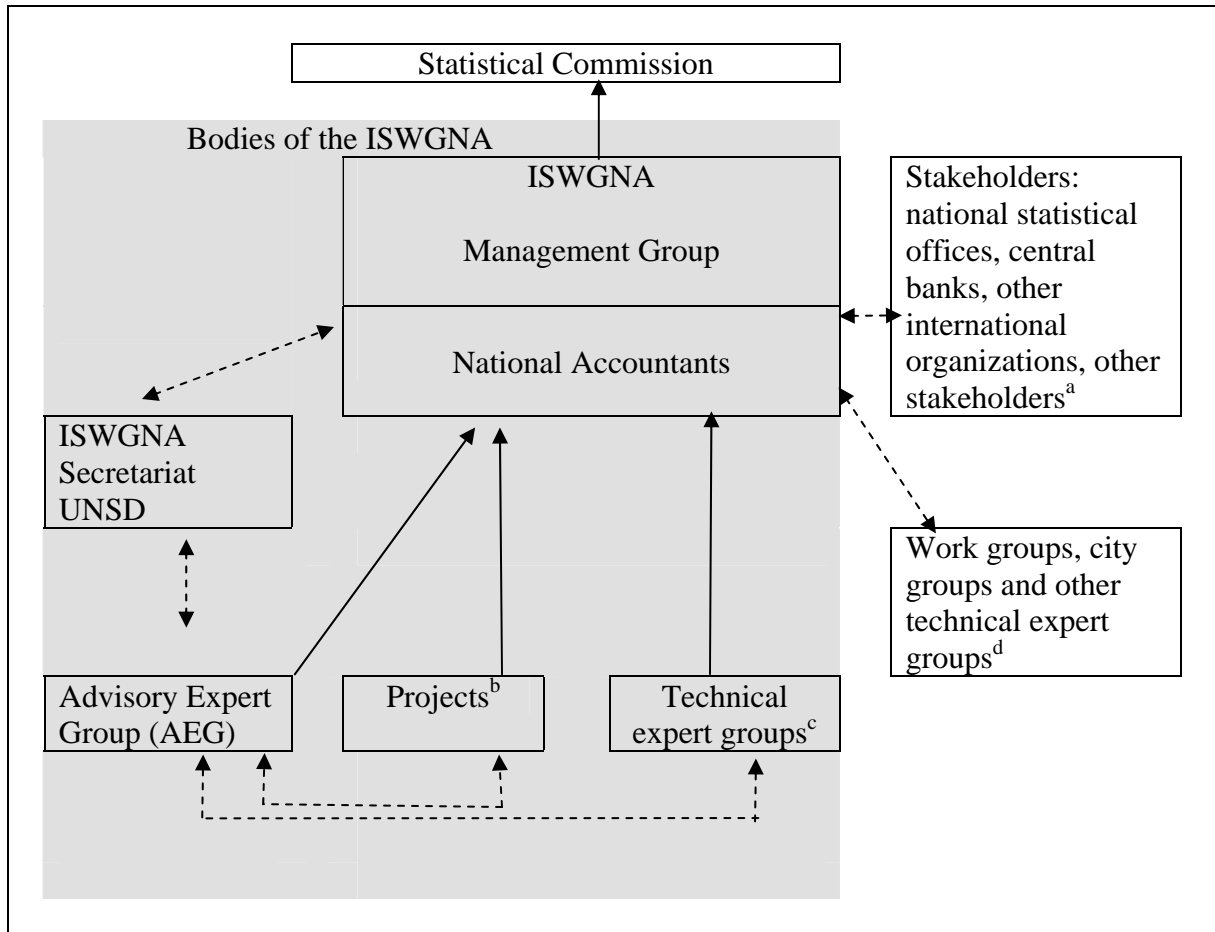 Statistical Commission
Bodies of the ISWGNA
ISWGNA
Management Group
National Accountants
Stakeholders:
national statistical
offices, central
banks, other
international
organizations, other
stakeholders^a
ISWGNA
Secretariat
UNSD
Work groups, city
groups and other
technical expert
groups^d
Advisory Expert
Group (AEG)
Projects^b
Technical
expert groups^c